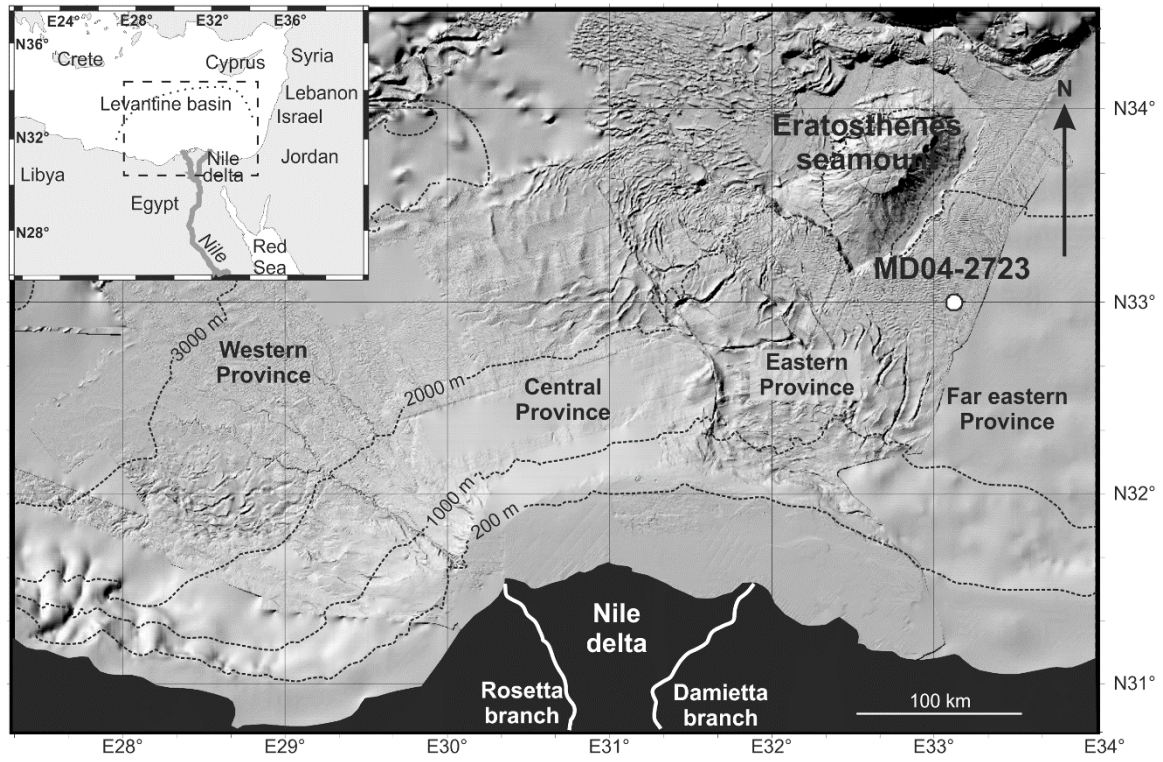 E24° E28° E32° E36°
N36°
Crete
Cyprus
Syria
Lebanon
Levantine basin
Israel
N32°
Nile
delta
Jordan
Libya
Egypt
N28°
Nile
Red
Sea
N
N34°
Eratosthenes
seamount
MD04-2723
N33°
3000 m
Western
Province
2000 m
Central
Province
Eastern
Province
Far eastern
Province
1000 m
200 m
N32°
Nile
delta
Rosetta
branch
Damietta
branch
100 km
N31°
E28° E29° E30° E31° E32° E33° E34°